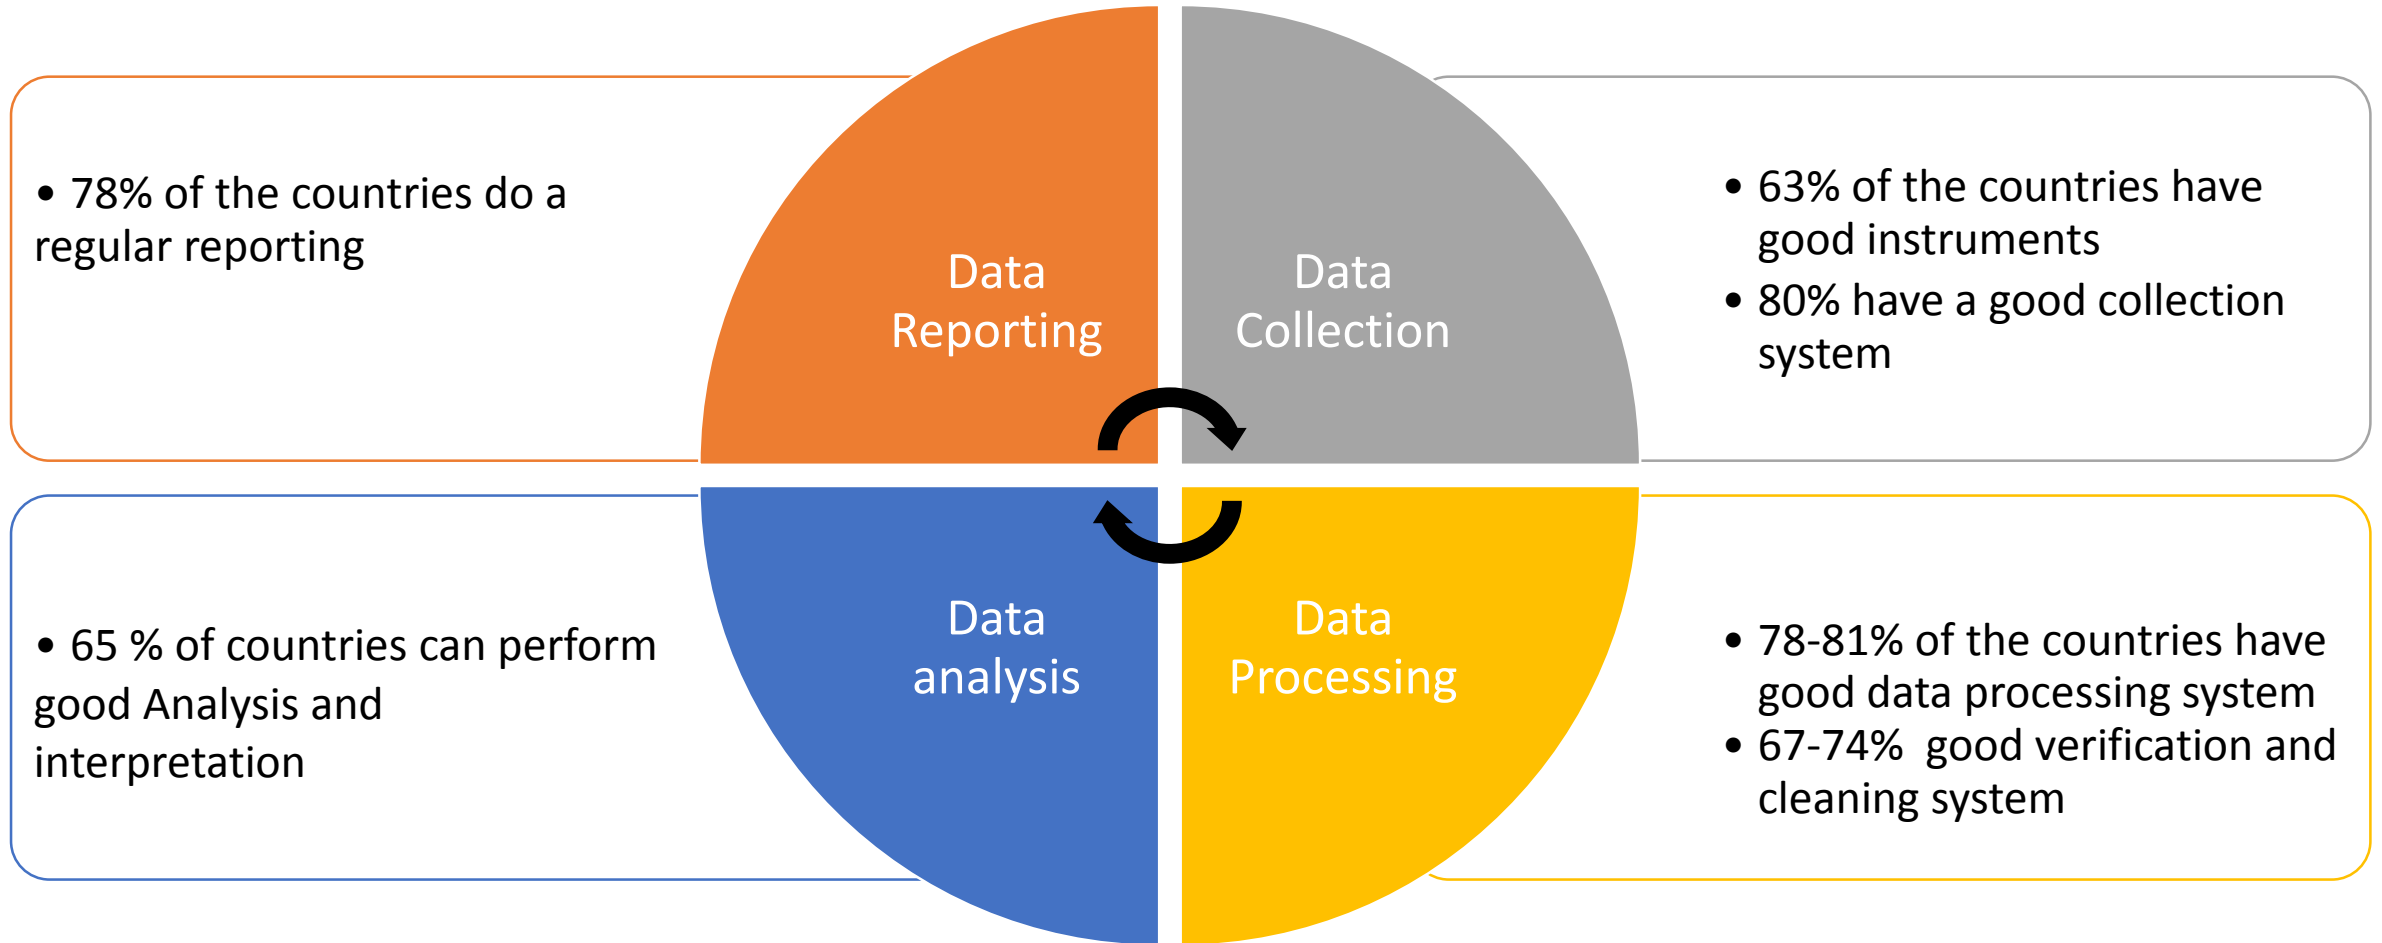 • 78% of the countries do a
regular reporting
Data
Reporting
Data
Collection
• 63% of the countries have
good instruments
• 80% have a good collection
system
• 65 % of countries can perform
good Analysis and
interpretation
Data
analysis
Data
Processing
• 78-81% of the countries have
good data processing system
• 67-74%  good verification and
cleaning system